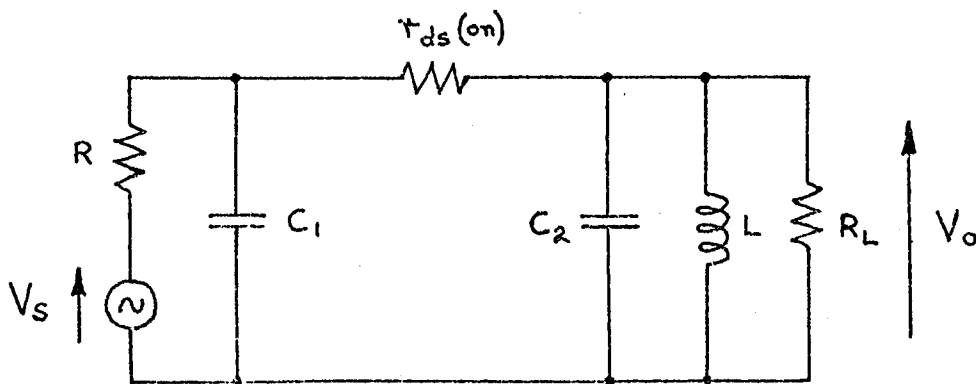 r_ds(on)
R
C₁
C₂
L
R_L
V_o
V_s
~